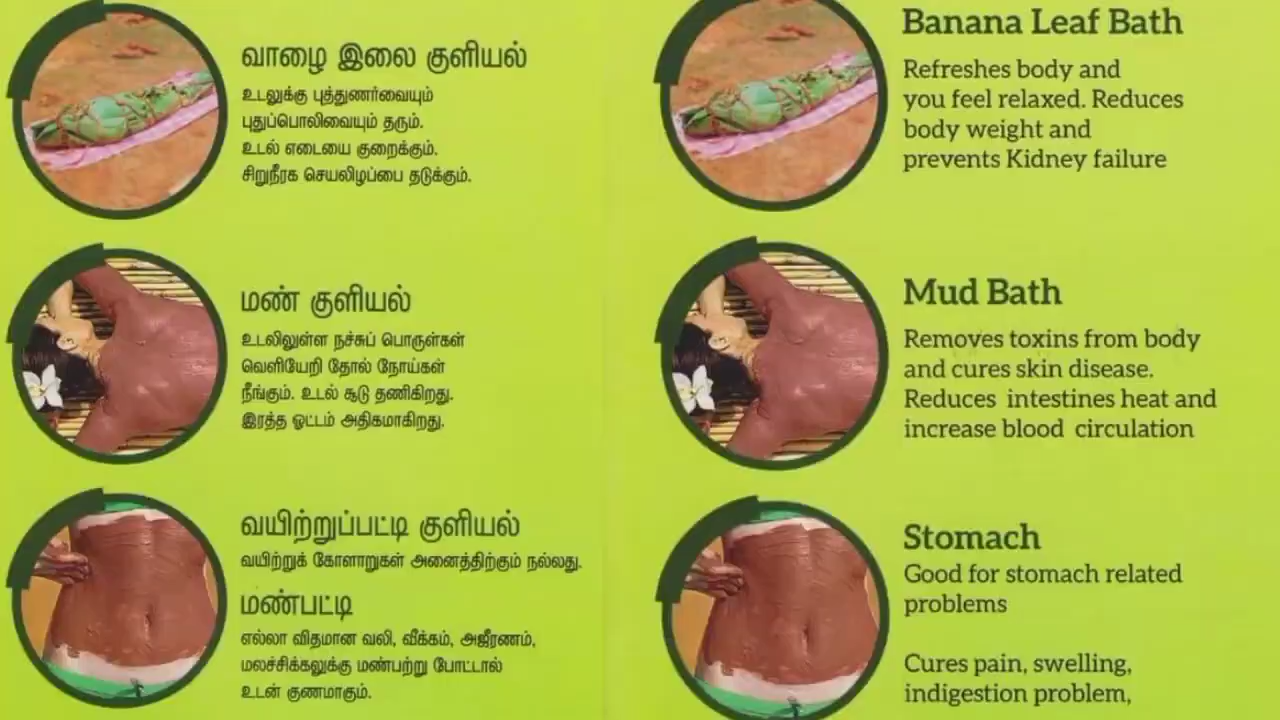 வாழை இலை குளியல்
உடலுக்கு புத்துணர்வையும்
புதுப்பொலிவையும் தரும்.
உடல் எடையை குறைக்கும்.
சிறுநீரக செயலிழப்பை தடுக்கும்.
மண் குளியல்
உடலிலுள்ள நச்சுப் பொருள்கள்
வெளியேறி தோல் நோய்கள்
நீங்கும். உடல் சூடு தணிகிறது.
இரத்த ஓட்டம் அதிகமாகிறது.
வயிற்றுப்பட்டி குளியல்
வயிற்றுக் கோளாறுகள் அனைத்திற்கும் நல்லது.
மண்பட்டி
எல்லா விதமான வலி, வீக்கம், அஜீரணம்,
மலச்சிக்கலுக்கு மண்பற்று போட்டால்
உடன் குணமாகும்.
Banana Leaf Bath
Refreshes body and
you feel relaxed. Reduces
body weight and
prevents Kidney failure
Mud Bath
Removes toxins from body
and cures skin disease.
Reduces intestines heat and
increase blood circulation
Stomach
Good for stomach related
problems
Cures pain, swelling,
indigestion problem,